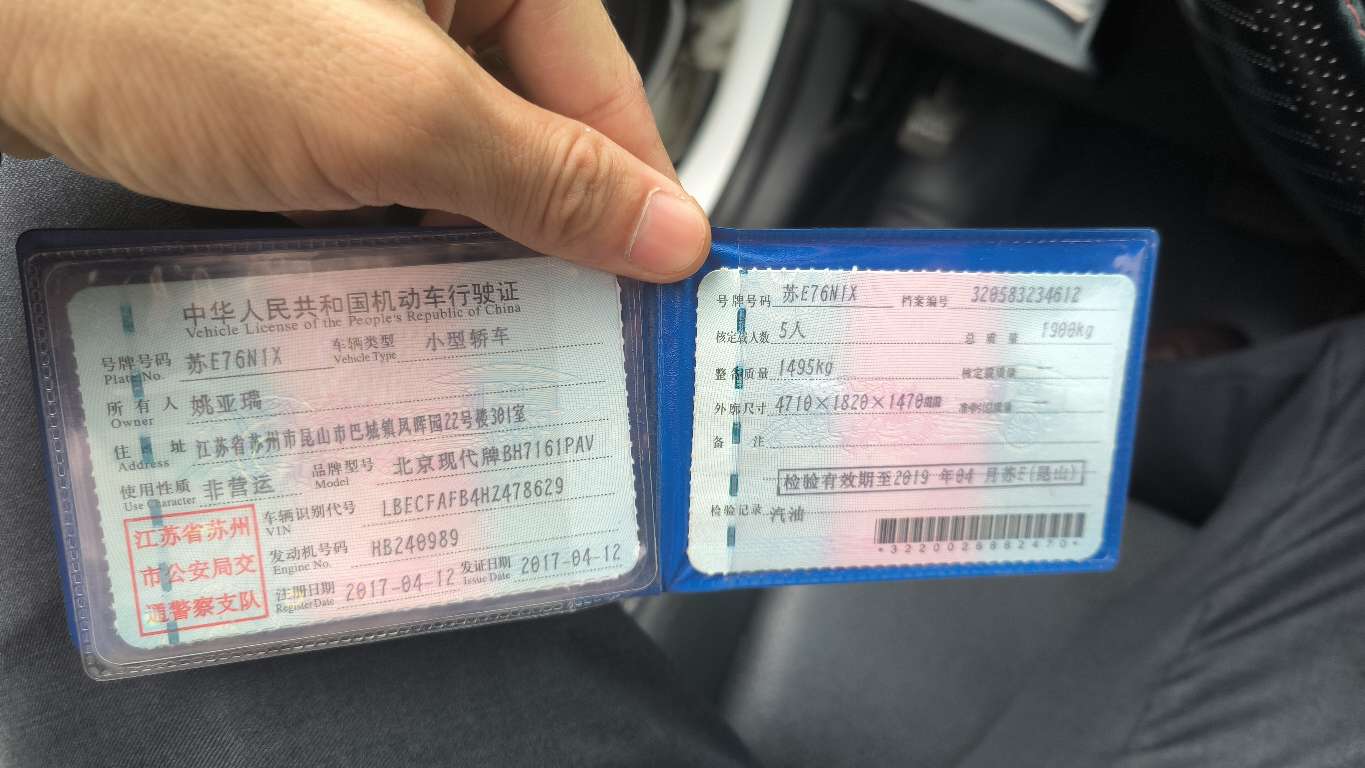 中华人民共和国机动车行驶证
Vehicle License of the People's Republic of China
号牌号码 苏E76N1X 车辆类型 小型轿车
Plate No. Vehicle Type
所有人 姚亚瑞
Owner
住址 江苏省苏州市昆山市巴城镇凤晖园22号楼301室
Address
使用性质 非营运 品牌型号 北京现代牌BH7161PAV
Use Character Model
江苏省苏州
市公安局交
通警察支队
车辆识别代号 LBECFAFB4HZ478629
VIN
发动机号码 HB240989
Engine No.
注册日期 2017-04-12 发证日期 2017-04-12
Register Date Issue Date
号牌号码 苏E76N1X 档案编号 320583234612
核定载人数 5人 总质量 1900kg
整备质量 1495kg 核定载质量 —
外廓尺寸 4710×1820×1470mm 准牵引总质量 —
备注
检验有效期至2019年04月苏E(昆山)
检验记录 汽油
*3220026882470*